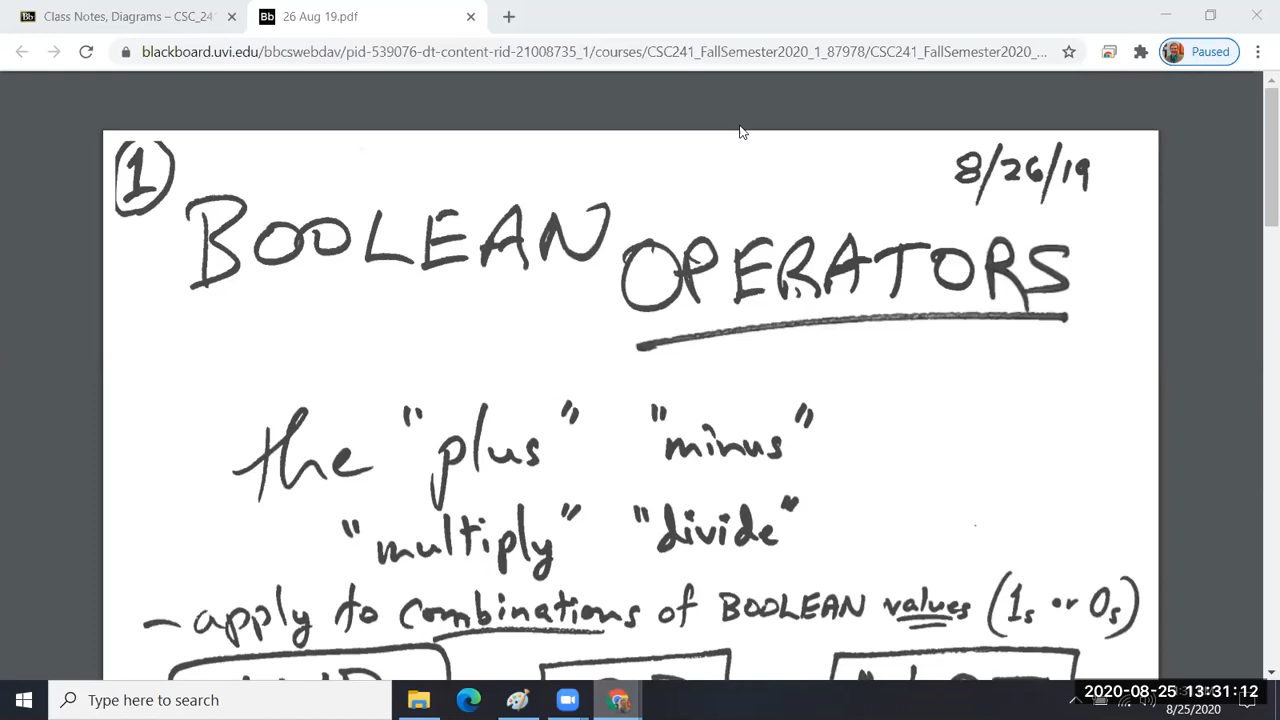 Class Notes, Diagrams – CSC_24
26 Aug 19.pdf
blackboard.uvi.edu/bbcswebdav/pid-539076-dt-content-rid-21008735_1/courses/CSC241_FallSemester2020_1_87978/CSC241_FallSemester2020_...
Paused
1
8/26/19
BOOLEAN OPERATORS
the "plus" "minus"
"multiply" "divide"
– apply to combinations of BOOLEAN values (1s or 0s)
Type here to search
2020-08-25 13:31:12
8/25/2020